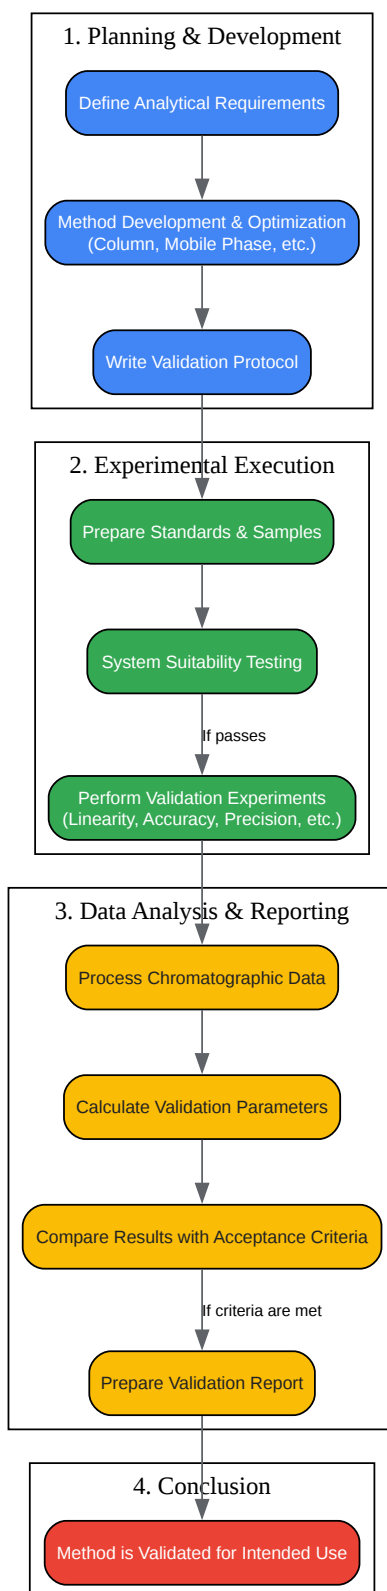 1. Planning & Development
Define Analytical Requirements
Method Development & Optimization
(Column, Mobile Phase, etc.)
Write Validation Protocol
2. Experimental Execution
Prepare Standards & Samples
System Suitability Testing
If passes
Perform Validation Experiments
(Linearity, Accuracy, Precision, etc.)
3. Data Analysis & Reporting
Process Chromatographic Data
Calculate Validation Parameters
Compare Results with Acceptance Criteria
If criteria are met
Prepare Validation Report
4. Conclusion
Method is Validated for Intended Use